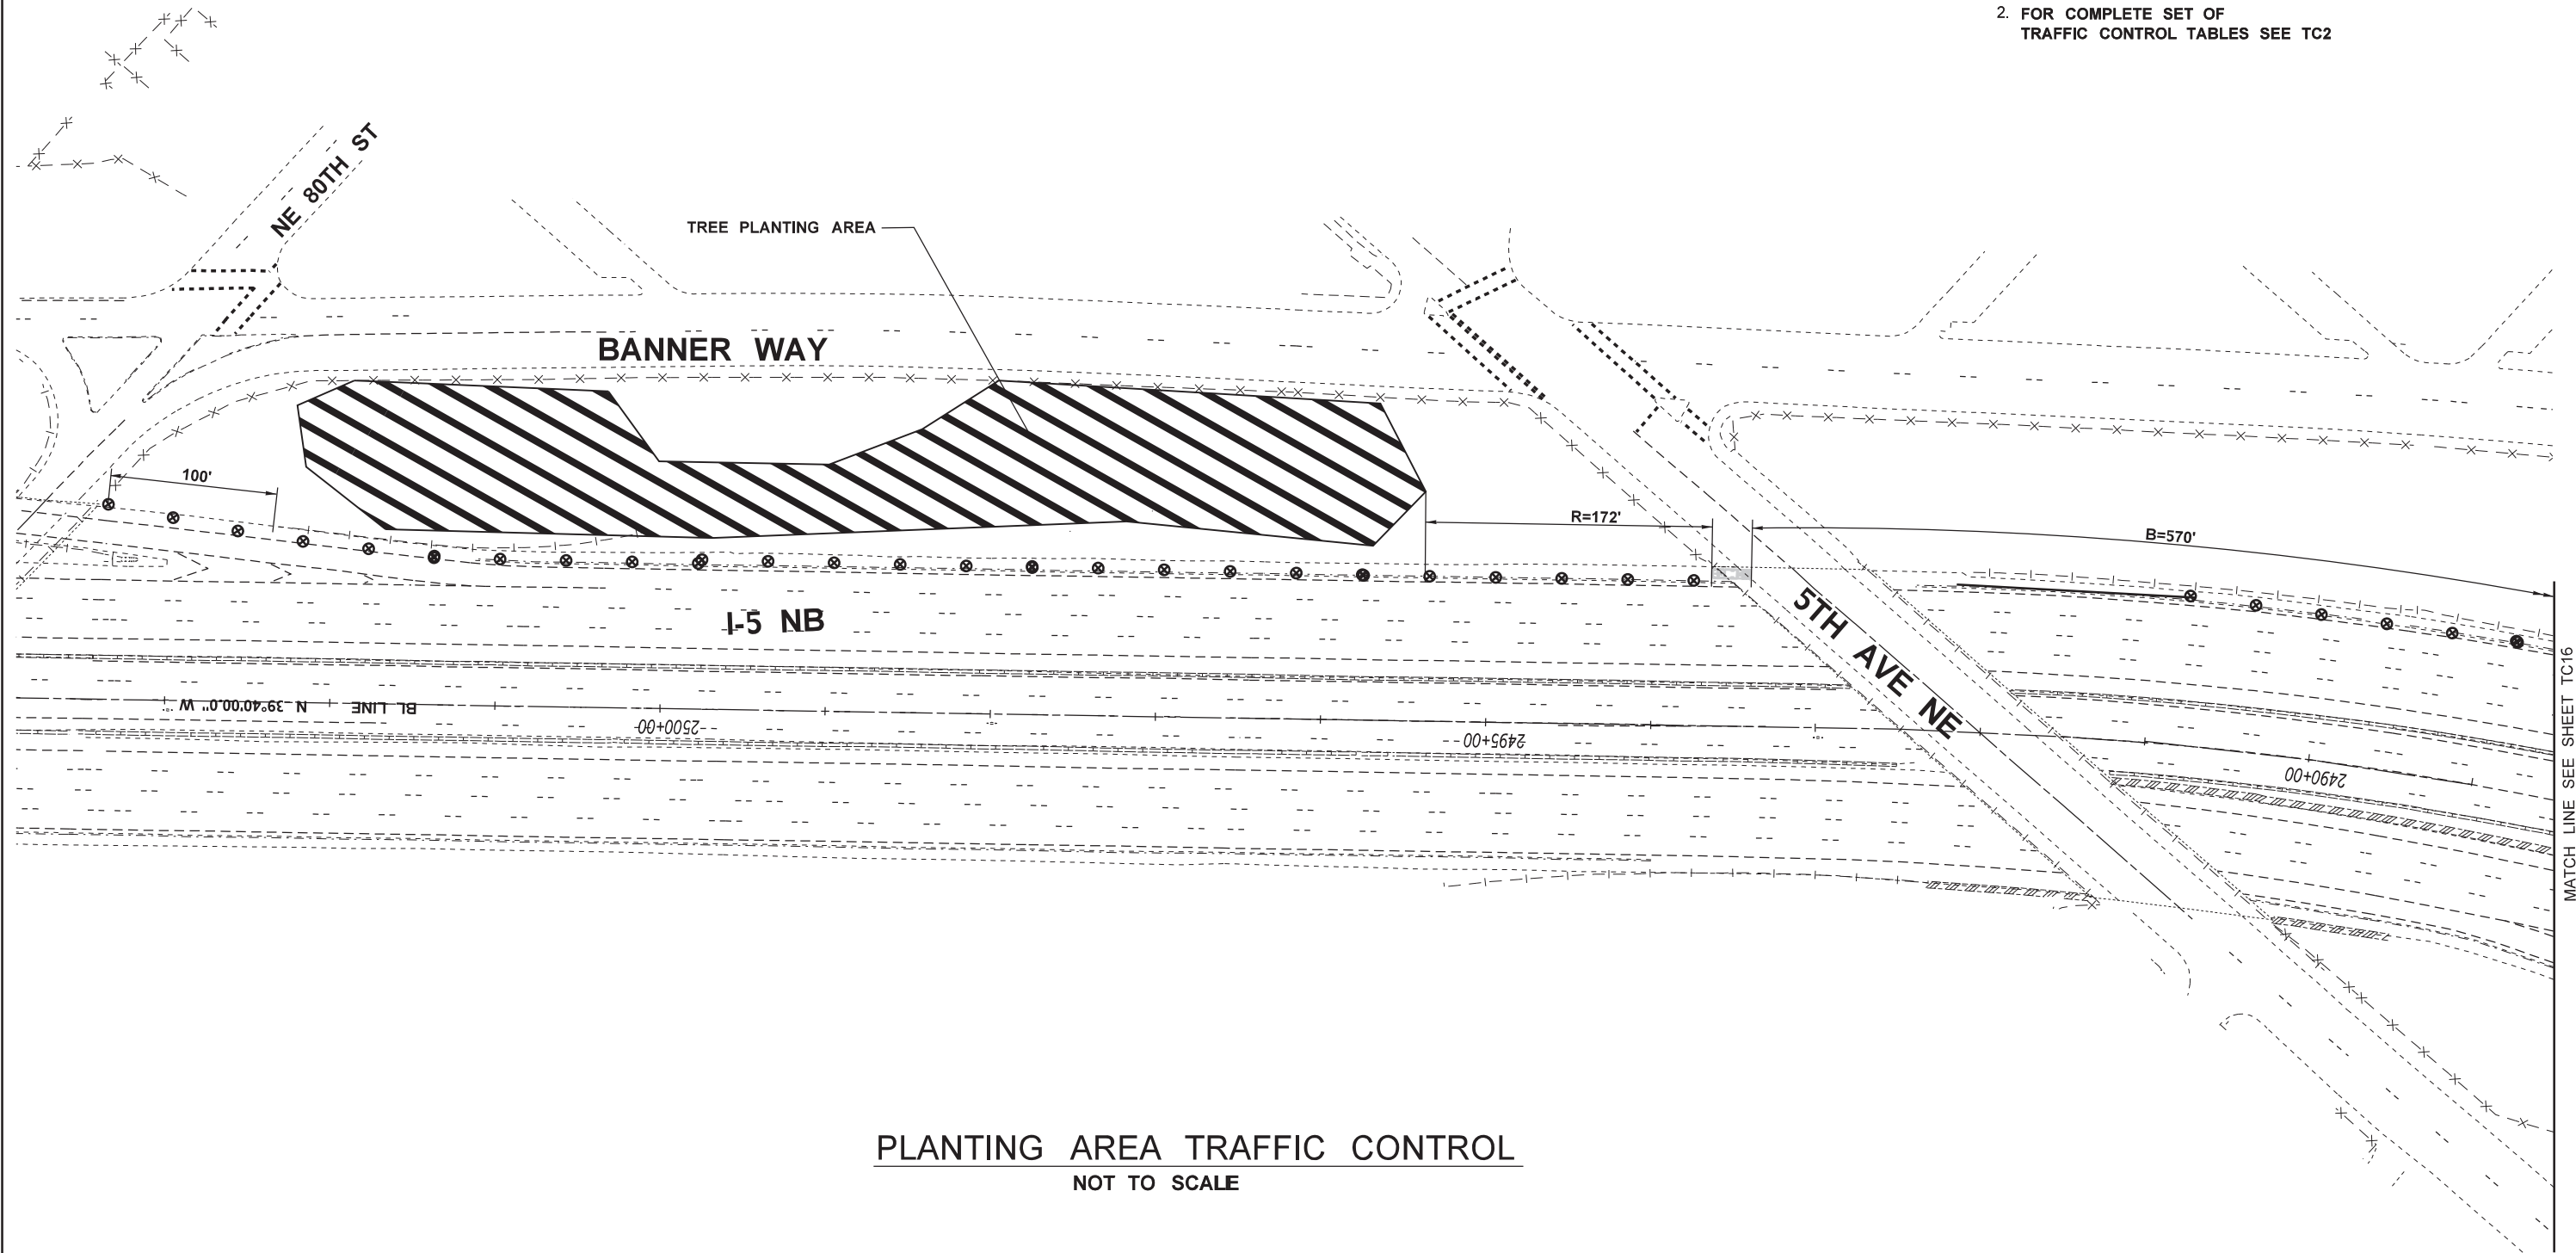 2. FOR COMPLETE SET OF
TRAFFIC CONTROL TABLES SEE TC2
NE 80TH ST
TREE PLANTING AREA
BANNER WAY
100'
R=172'
B=570'
I-5 NB
5TH AVE NE
BL LINE N 39°40'00.0" W
2500+00
2495+00
2490+00
MATCH LINE SEE SHEET TC16
PLANTING AREA TRAFFIC CONTROL
NOT TO SCALE